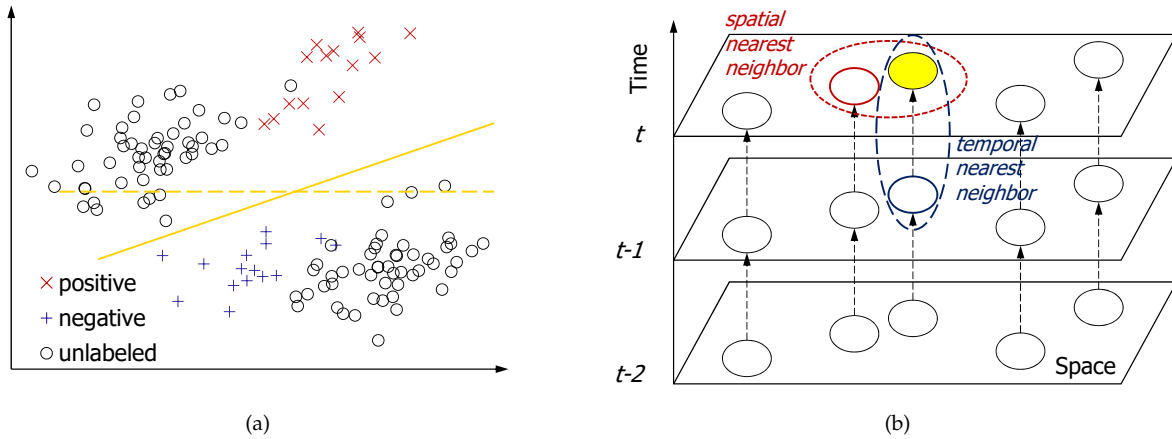 positive
negative
unlabeled
(a)
Time
spatial
nearest
neighbor
t
temporal
nearest
neighbor
t-1
t-2
Space
(b)